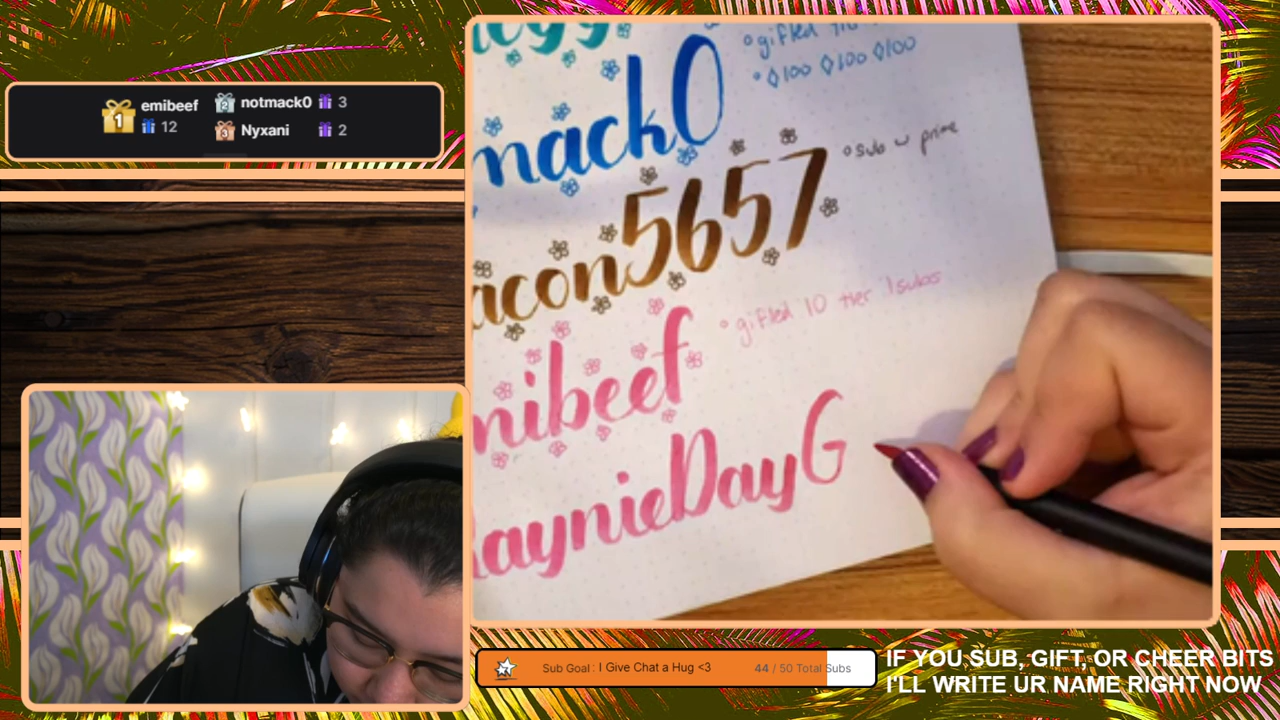 emibeef
12
notmack0 3
Nyxani 2
gifted
◊100 ◊100 ◊100
mack0
sub w prime
acon5657
gifted 10 tier 1 subs
mibeef
aynieDayG
Sub Goal : I Give Chat a Hug <3 44 / 50 Total Subs
IF YOU SUB, GIFT, OR CHEER BITS
I'LL WRITE UR NAME RIGHT NOW